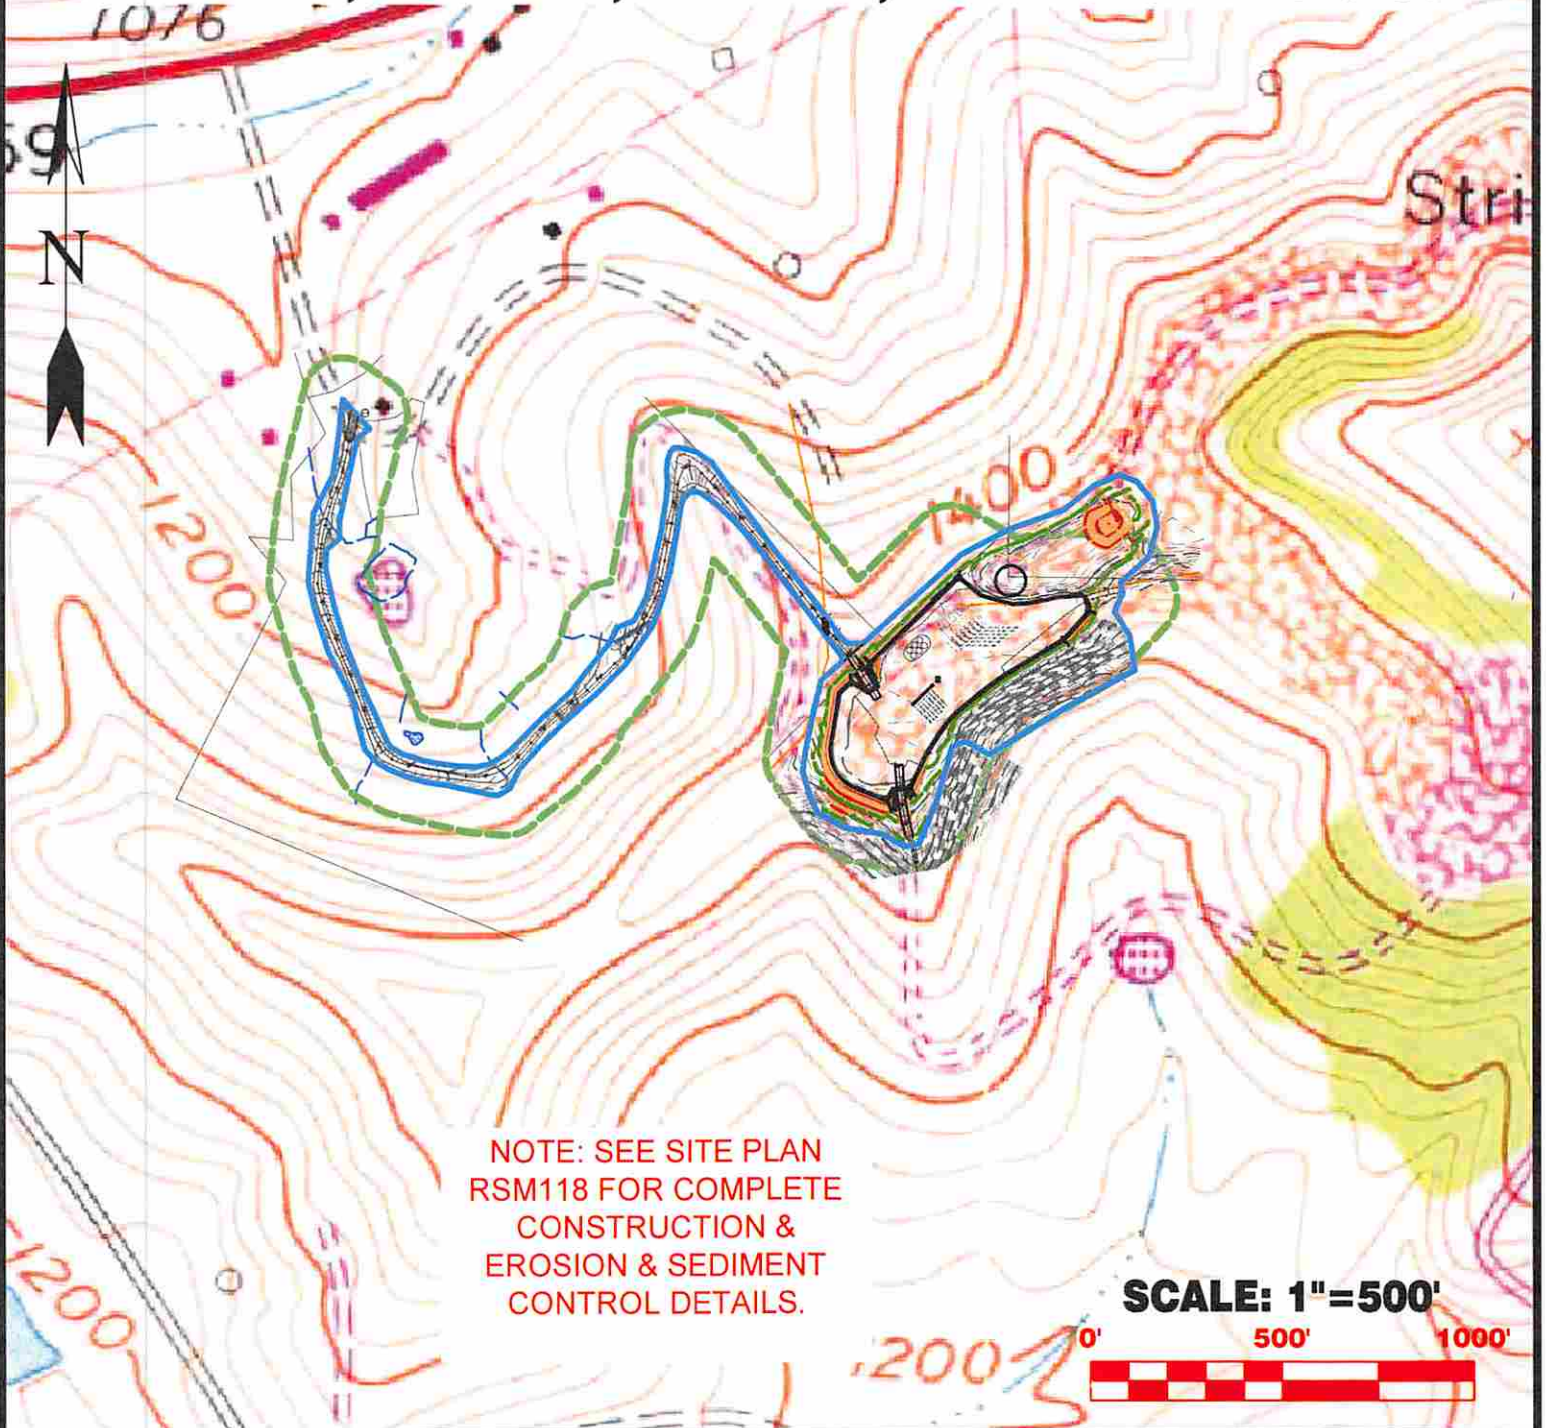 1076
59
N
Stri
1400
1200
NOTE: SEE SITE PLAN
RSM118 FOR COMPLETE
CONSTRUCTION &
EROSION & SEDIMENT
CONTROL DETAILS.
1200
SCALE: 1"=500'
0' 500' 1000'
1200